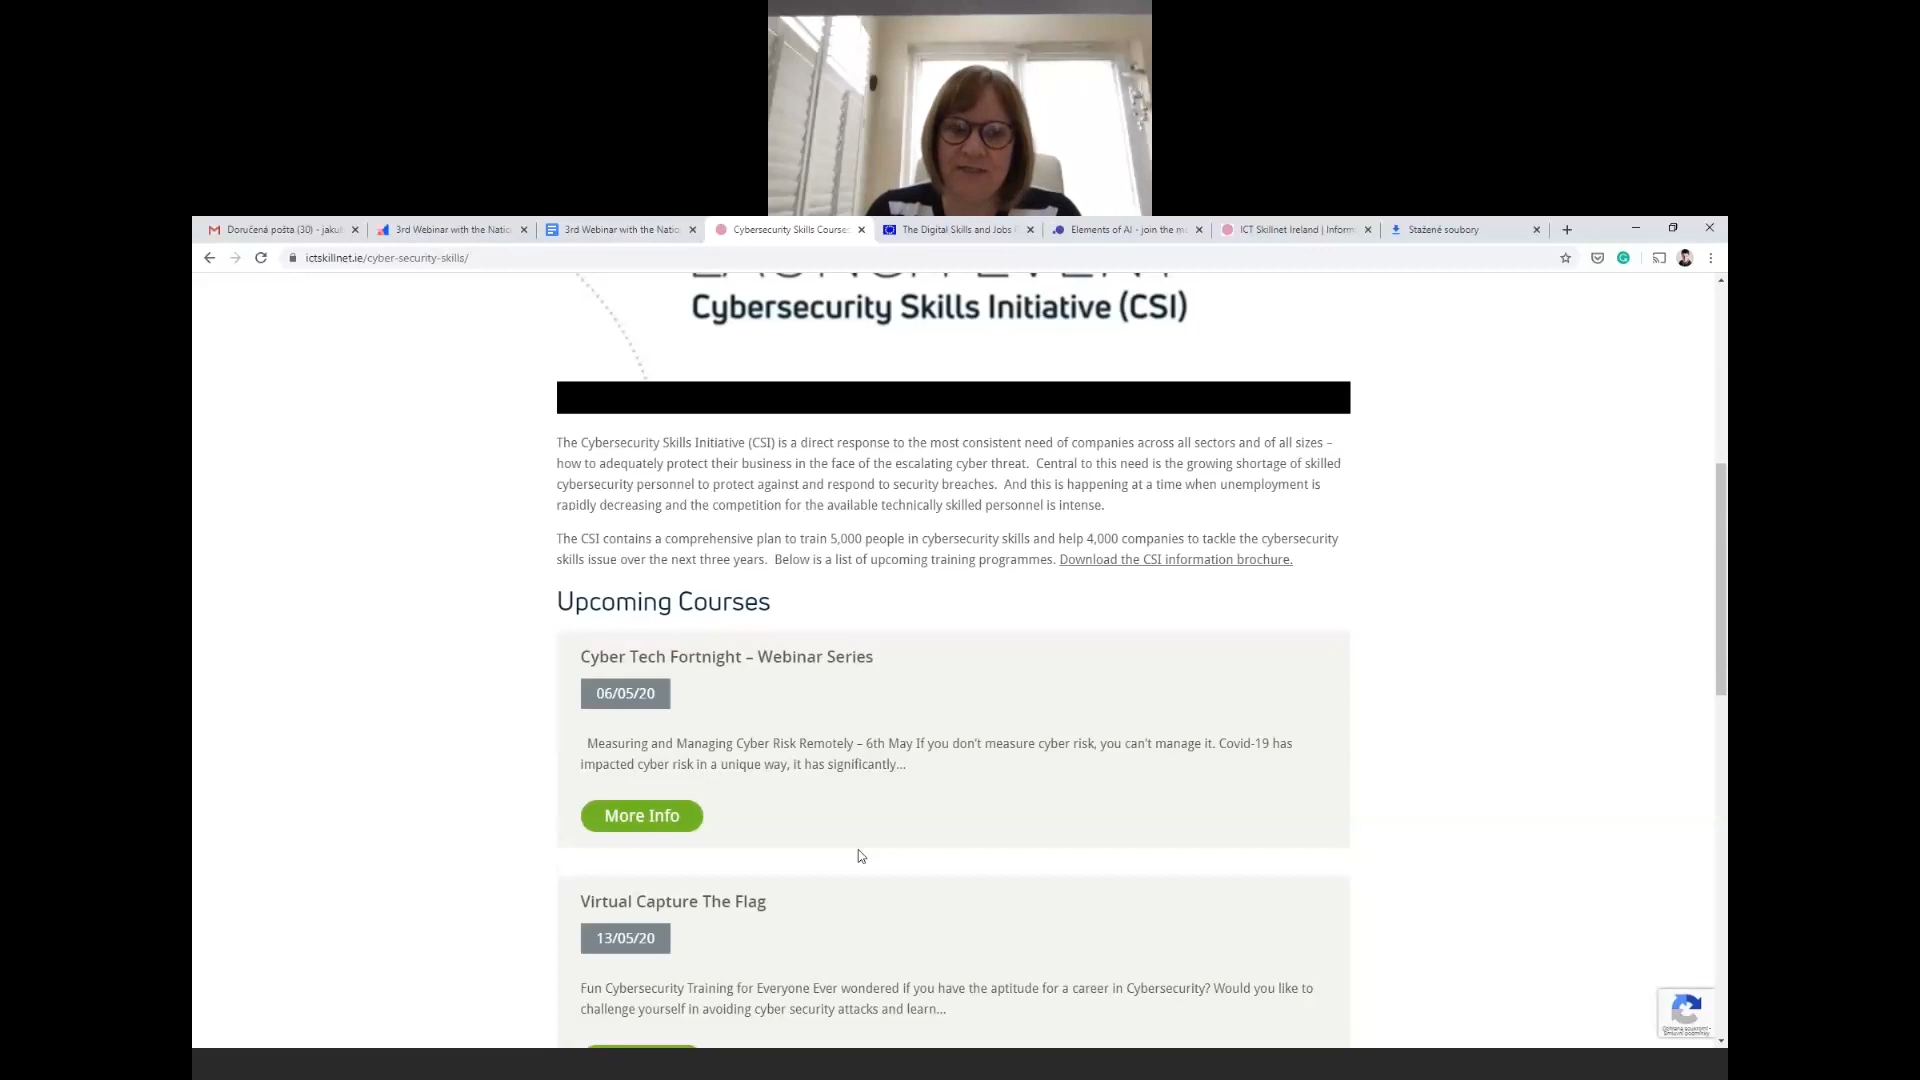 Doručená pošta (30) - jaku
3rd Webinar with the Natio
3rd Webinar with the Natio
Cybersecurity Skills Course
The Digital Skills and Jobs
Elements of AI - join the m
ICT Skillnet Ireland | Inform
Stažené soubory
ictskillnet.ie/cyber-security-skills/
LAUNCH EVENT
Cybersecurity Skills Initiative (CSI)
The Cybersecurity Skills Initiative (CSI) is a direct response to the most consistent need of companies across all sectors and of all sizes –
how to adequately protect their business in the face of the escalating cyber threat. Central to this need is the growing shortage of skilled
cybersecurity personnel to protect against and respond to security breaches. And this is happening at a time when unemployment is
rapidly decreasing and the competition for the available technically skilled personnel is intense.
The CSI contains a comprehensive plan to train 5,000 people in cybersecurity skills and help 4,000 companies to tackle the cybersecurity
skills issue over the next three years. Below is a list of upcoming training programmes. Download the CSI information brochure.
Upcoming Courses
Cyber Tech Fortnight – Webinar Series
06/05/20
Measuring and Managing Cyber Risk Remotely – 6th May If you don't measure cyber risk, you can't manage it. Covid-19 has
impacted cyber risk in a unique way, it has significantly...
More Info
Virtual Capture The Flag
13/05/20
Fun Cybersecurity Training for Everyone Ever wondered if you have the aptitude for a career in Cybersecurity? Would you like to
challenge yourself in avoiding cyber security attacks and learn...